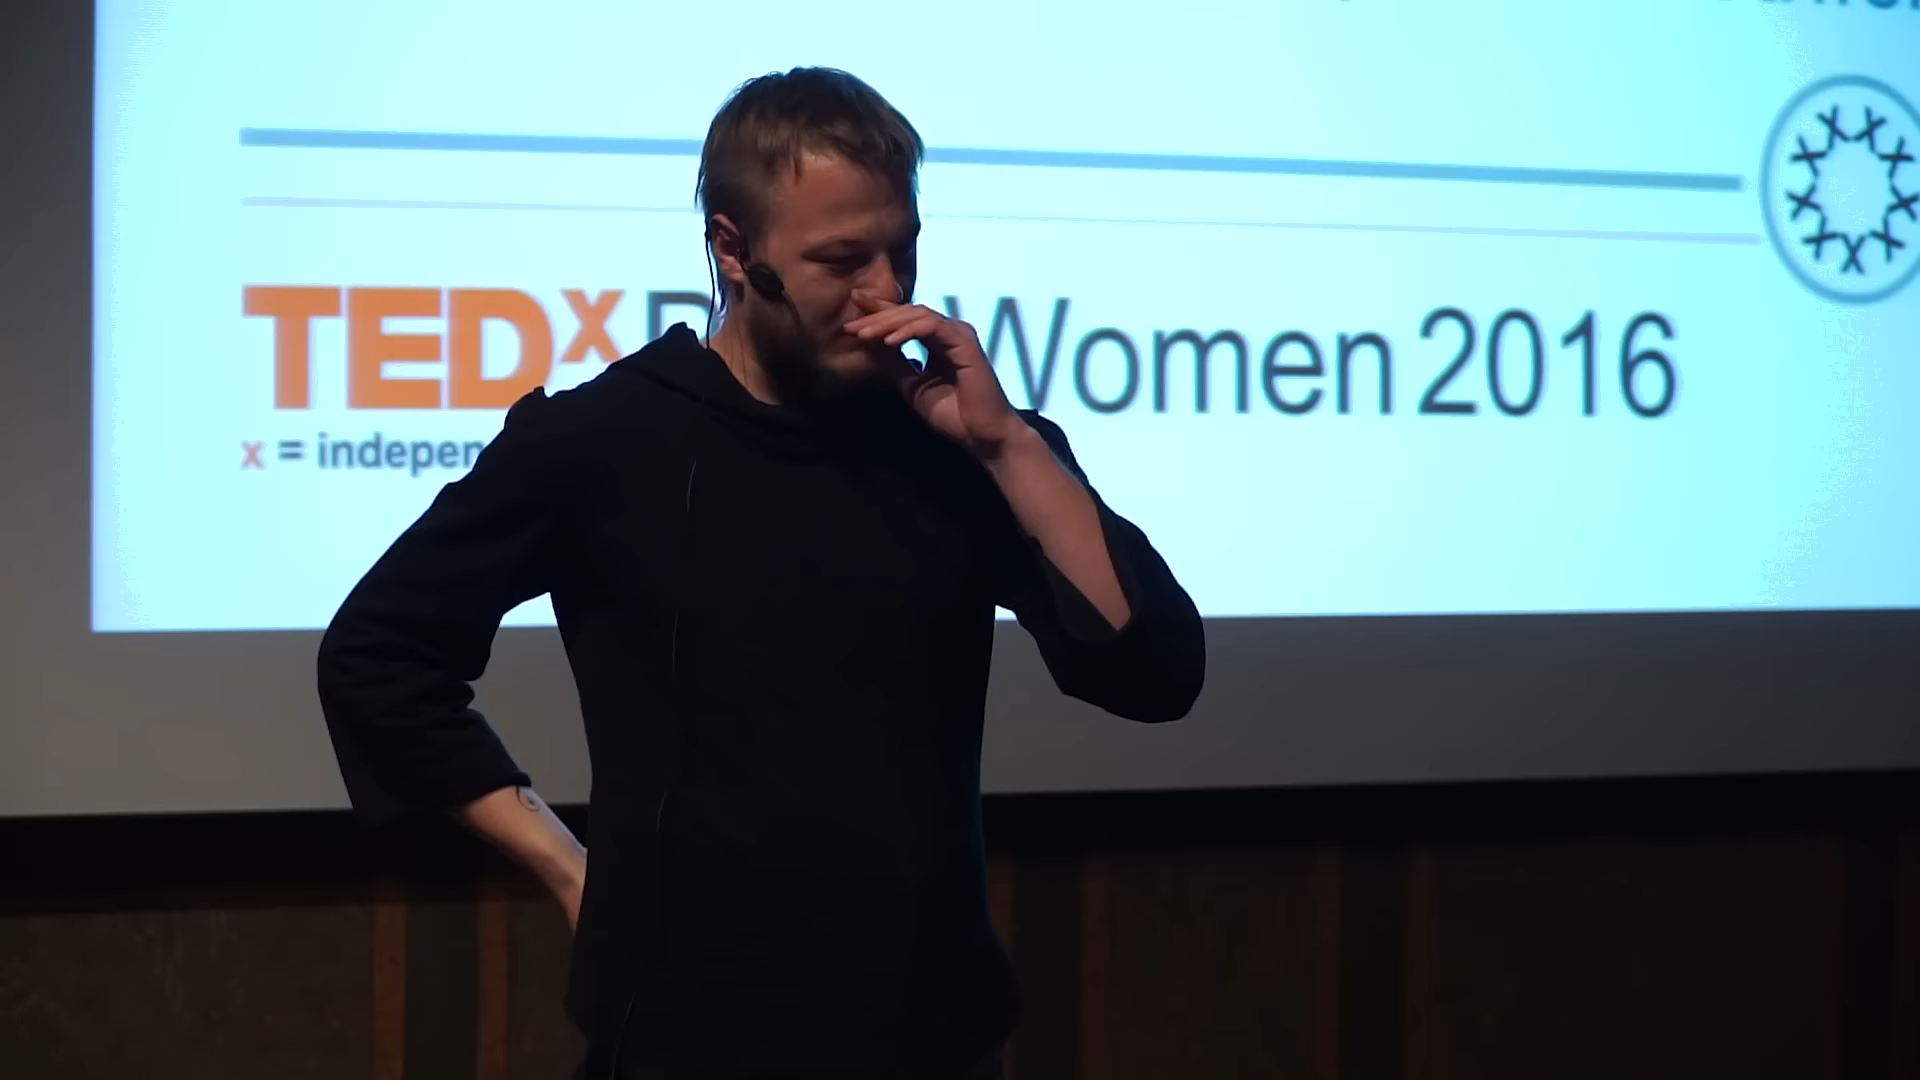 TEDx Women 2016
x = indepen